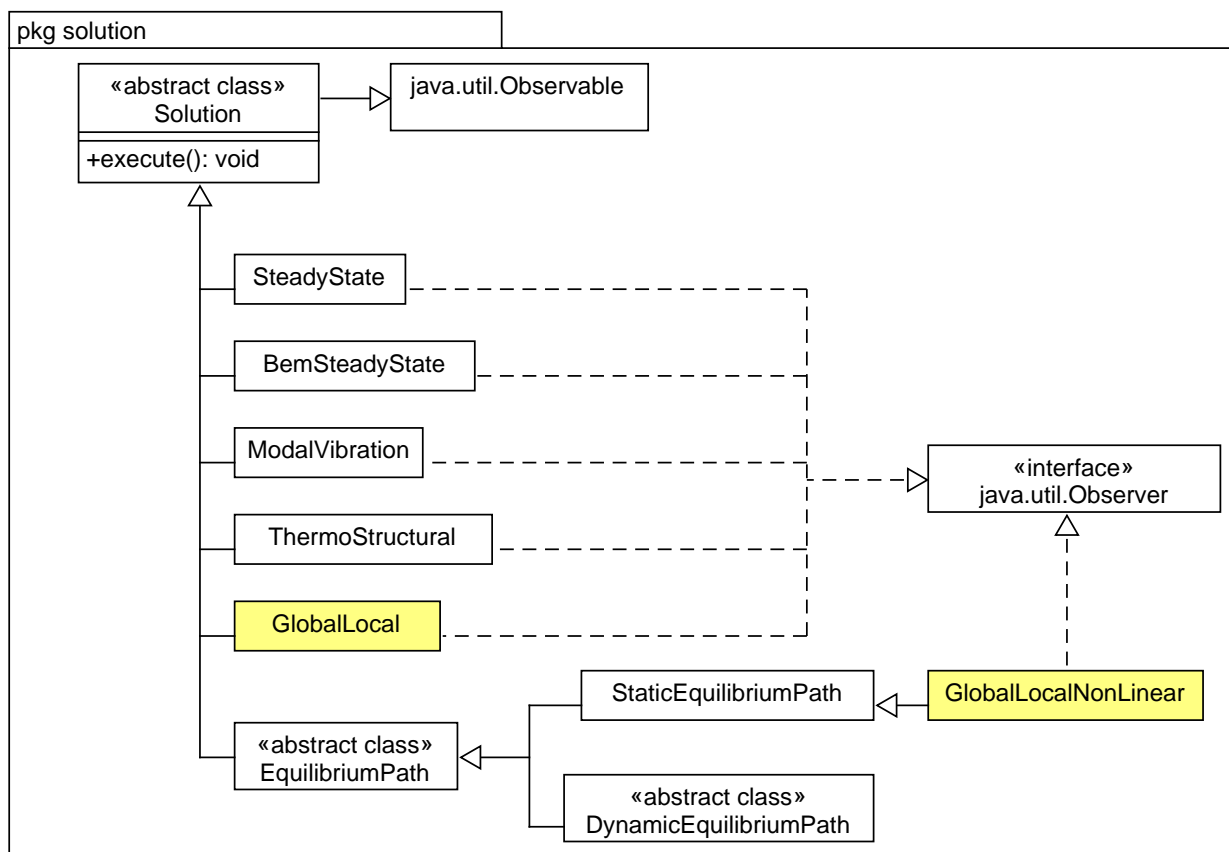 pkg solution
«abstract class»
Solution
+execute(): void
java.util.Observable
SteadyState
BemSteadyState
ModalVibration
«interface»
java.util.Observer
ThermoStructural
GlobalLocal
StaticEquilibriumPath
GlobalLocalNonLinear
«abstract class»
EquilibriumPath
«abstract class»
DynamicEquilibriumPath